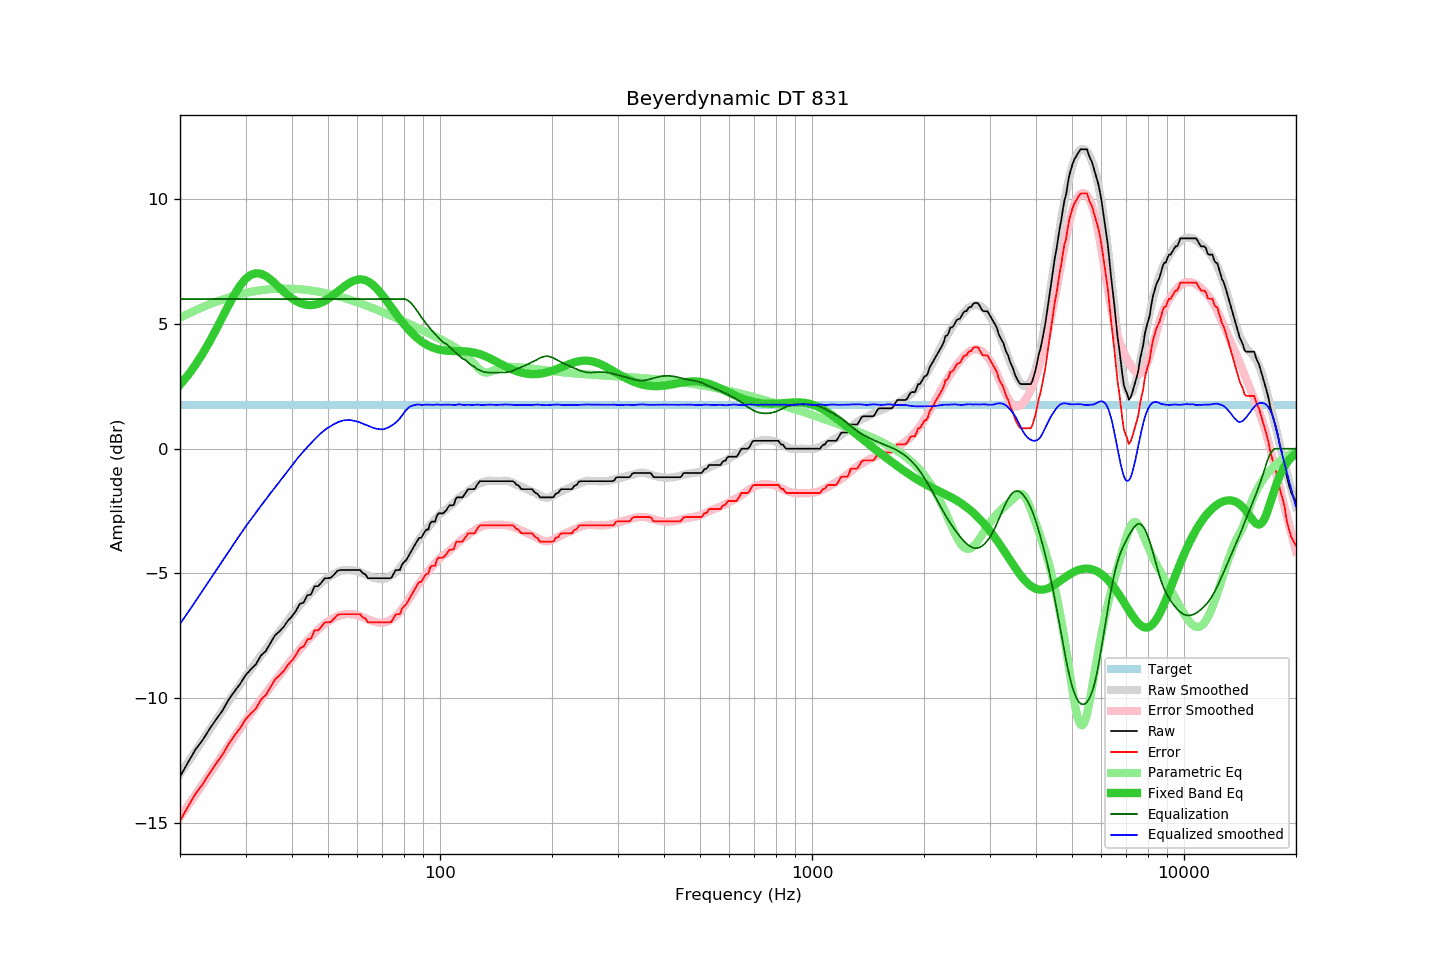 Beyerdynamic DT 831
Amplitude (dBr)
10
5
0
−5
−10
−15
100
1000
10000
Frequency (Hz)
Target
Raw Smoothed
Error Smoothed
Raw
Error
Parametric Eq
Fixed Band Eq
Equalization
Equalized smoothed